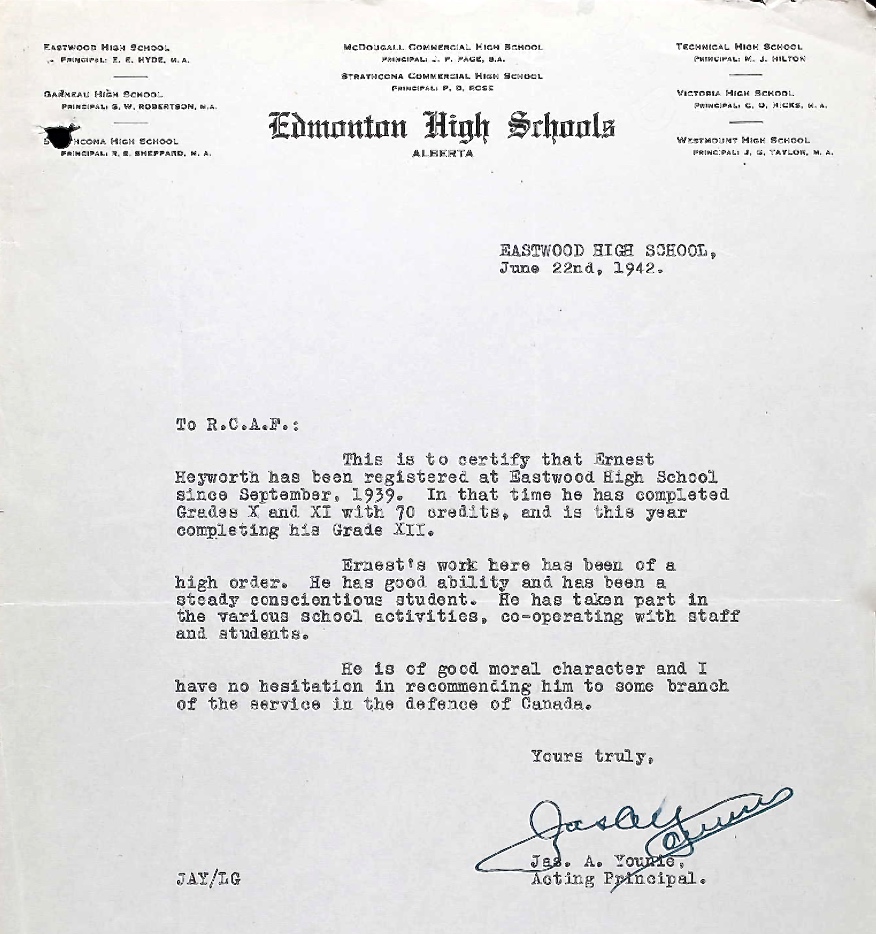 EASTWOOD HIGH SCHOOL
PRINCIPAL: E. E. HYDE, M.A.
GARNEAU HIGH SCHOOL
PRINCIPAL: G. W. ROBERTSON, M.A.
HCONA HIGH SCHOOL
PRINCIPAL: R. E. SHEPPARD, M. A.
MCDOUGALL COMMERCIAL HIGH SCHOOL
PRINCIPAL: J. P. PAGE, B.A.
STRATHCONA COMMERCIAL HIGH SCHOOL
PRINCIPAL: P. O. ROSE
Edmonton High Schools
ALBERTA
TECHNICAL HIGH SCHOOL
PRINCIPAL: M. J. HILTON
VICTORIA HIGH SCHOOL
PRINCIPAL: C. O. HICKS, M. A.
WESTMOUNT HIGH SCHOOL
PRINCIPAL: J. G. TAYLOR, M. A.
EASTWOOD HIGH SCHOOL,
June 22nd, 1942.
To R.C.A.F.:
This is to certify that Ernest
Heyworth has been registered at Eastwood High School
since September, 1939. In that time he has completed
Grades X and XI with 70 credits, and is this year
completing his Grade XII.
Ernest's work here has been of a
high order. He has good ability and has been a
steady conscientious student. He has taken part in
the various school activities, co-operating with staff
and students.
He is of good moral character and I
have no hesitation in recommending him to some branch
of the service in the defence of Canada.
Yours truly,
Jas. A. Younie,
Acting Principal.
JAY/LG